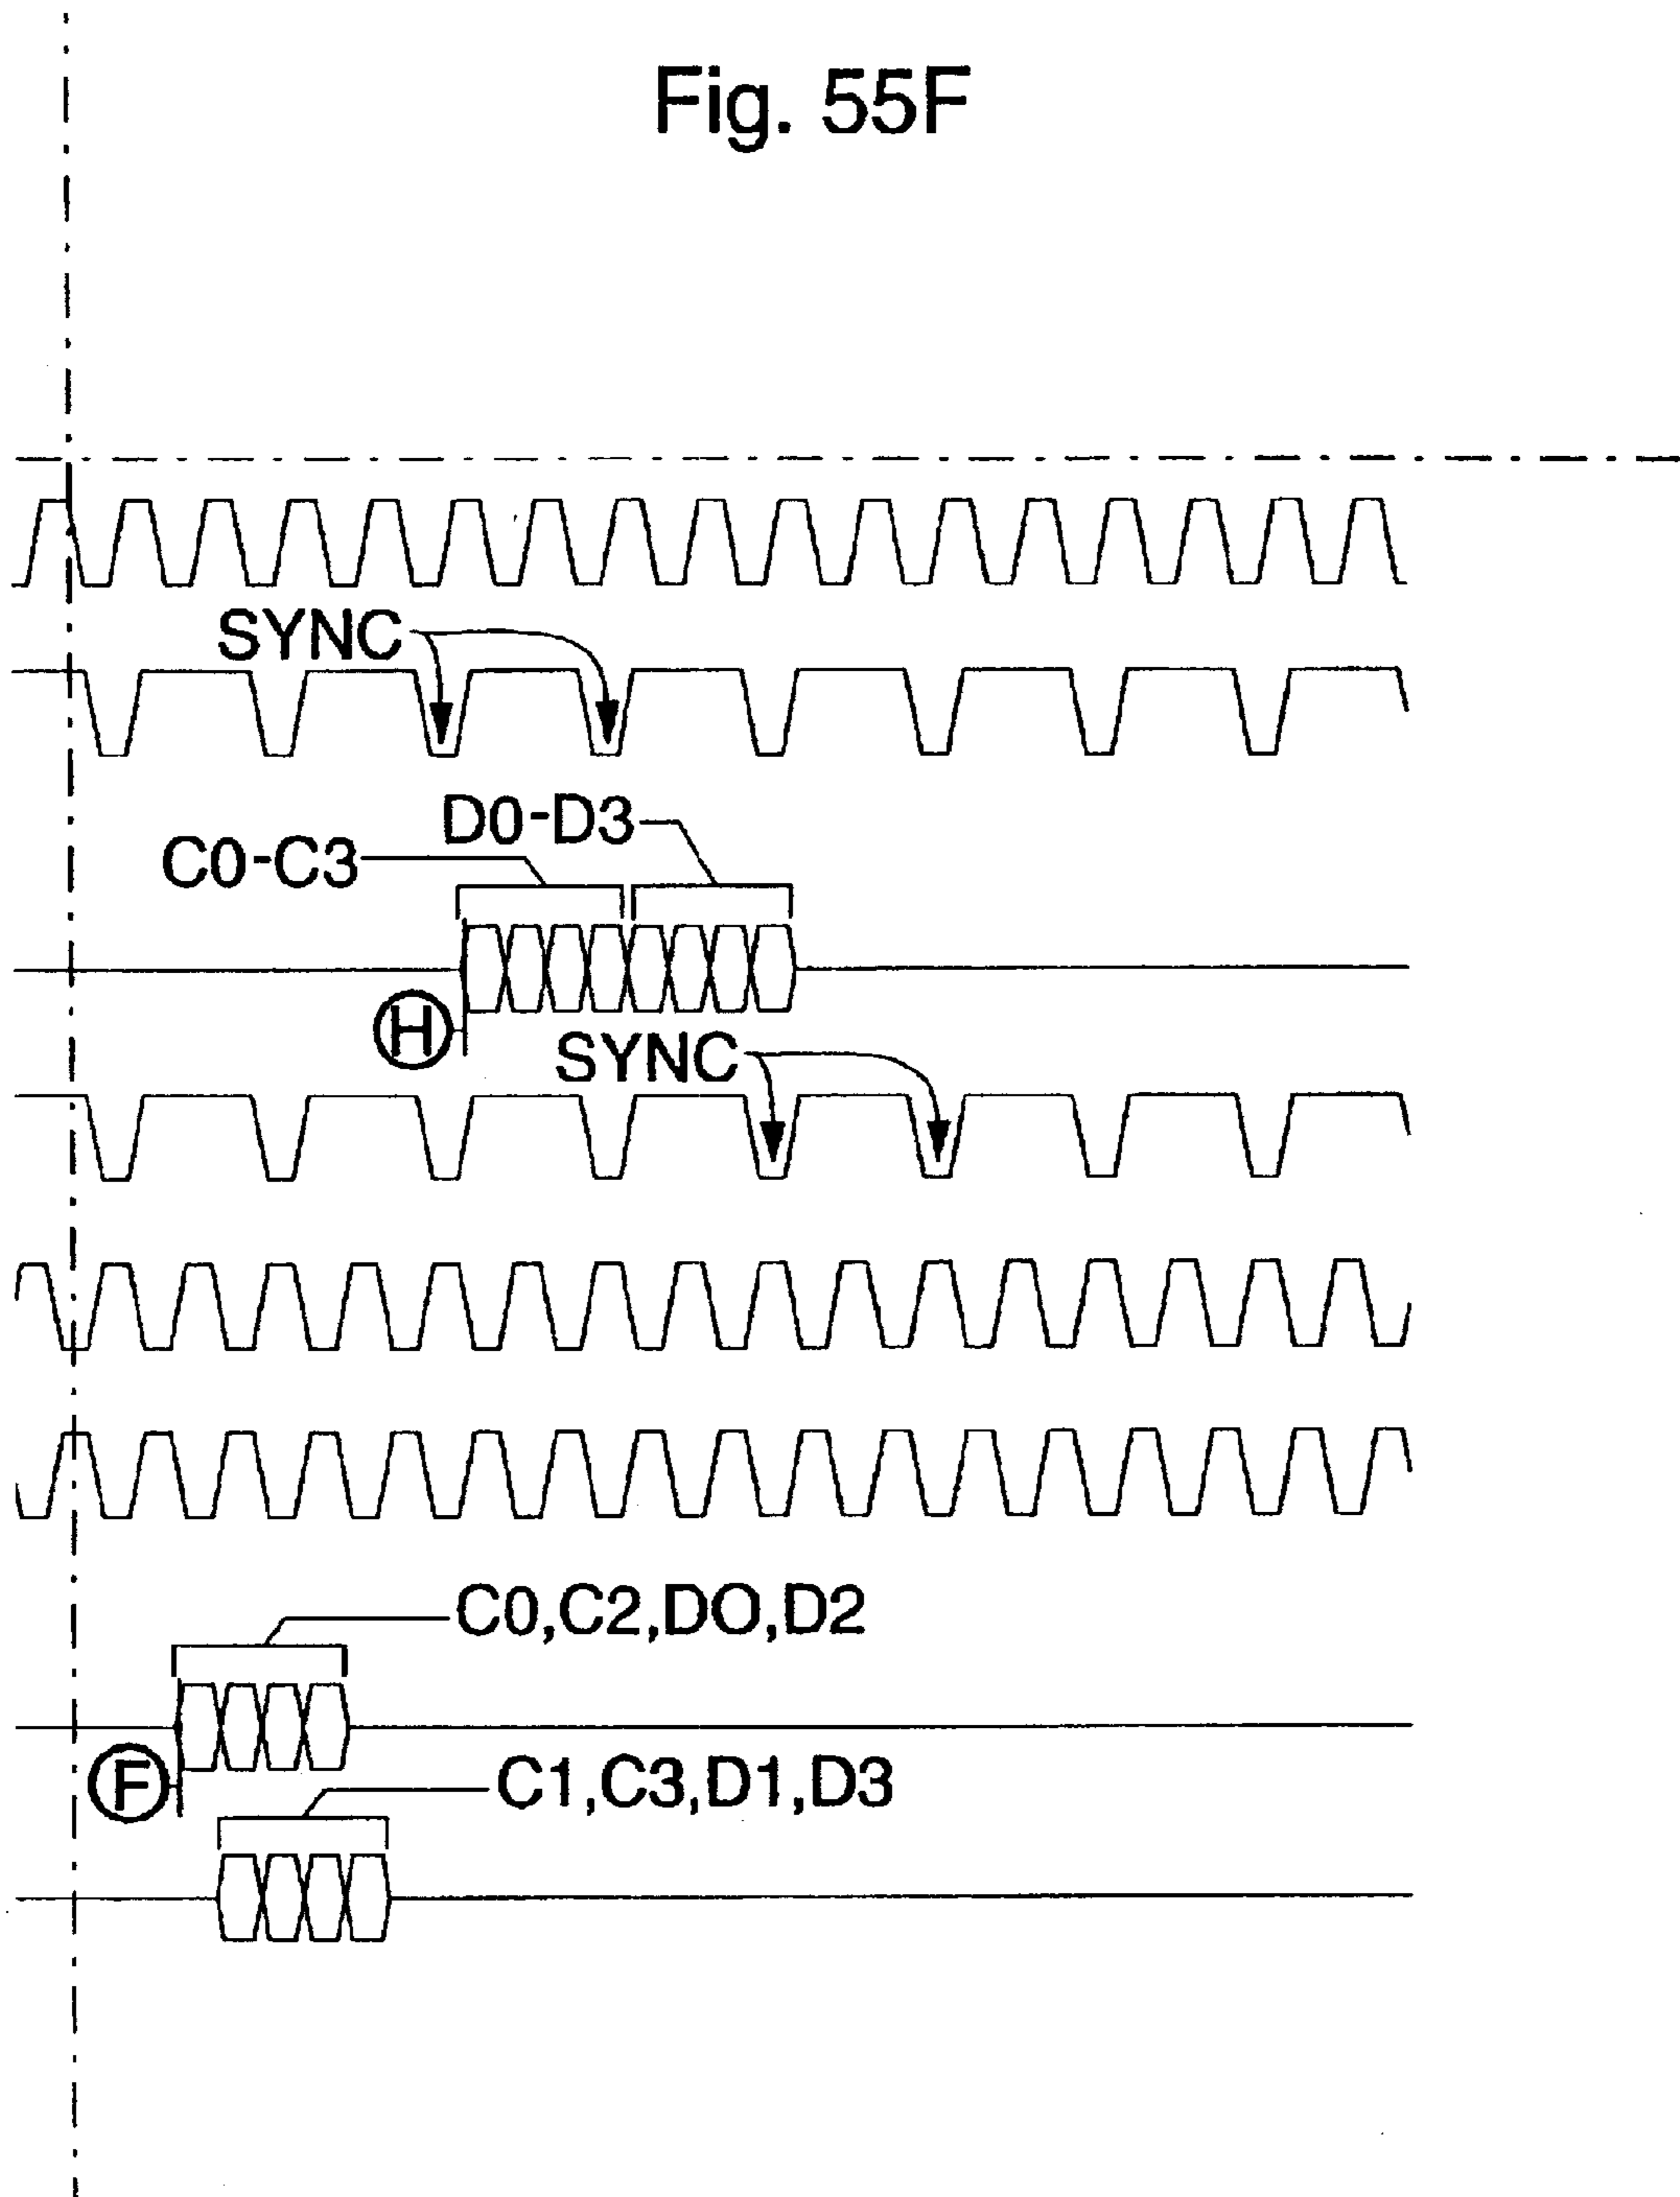 Fig. 55F
SYNC
D0-D3
C0-C3
H
SYNC
C0,C2,DO,D2
F
C1,C3,D1,D3